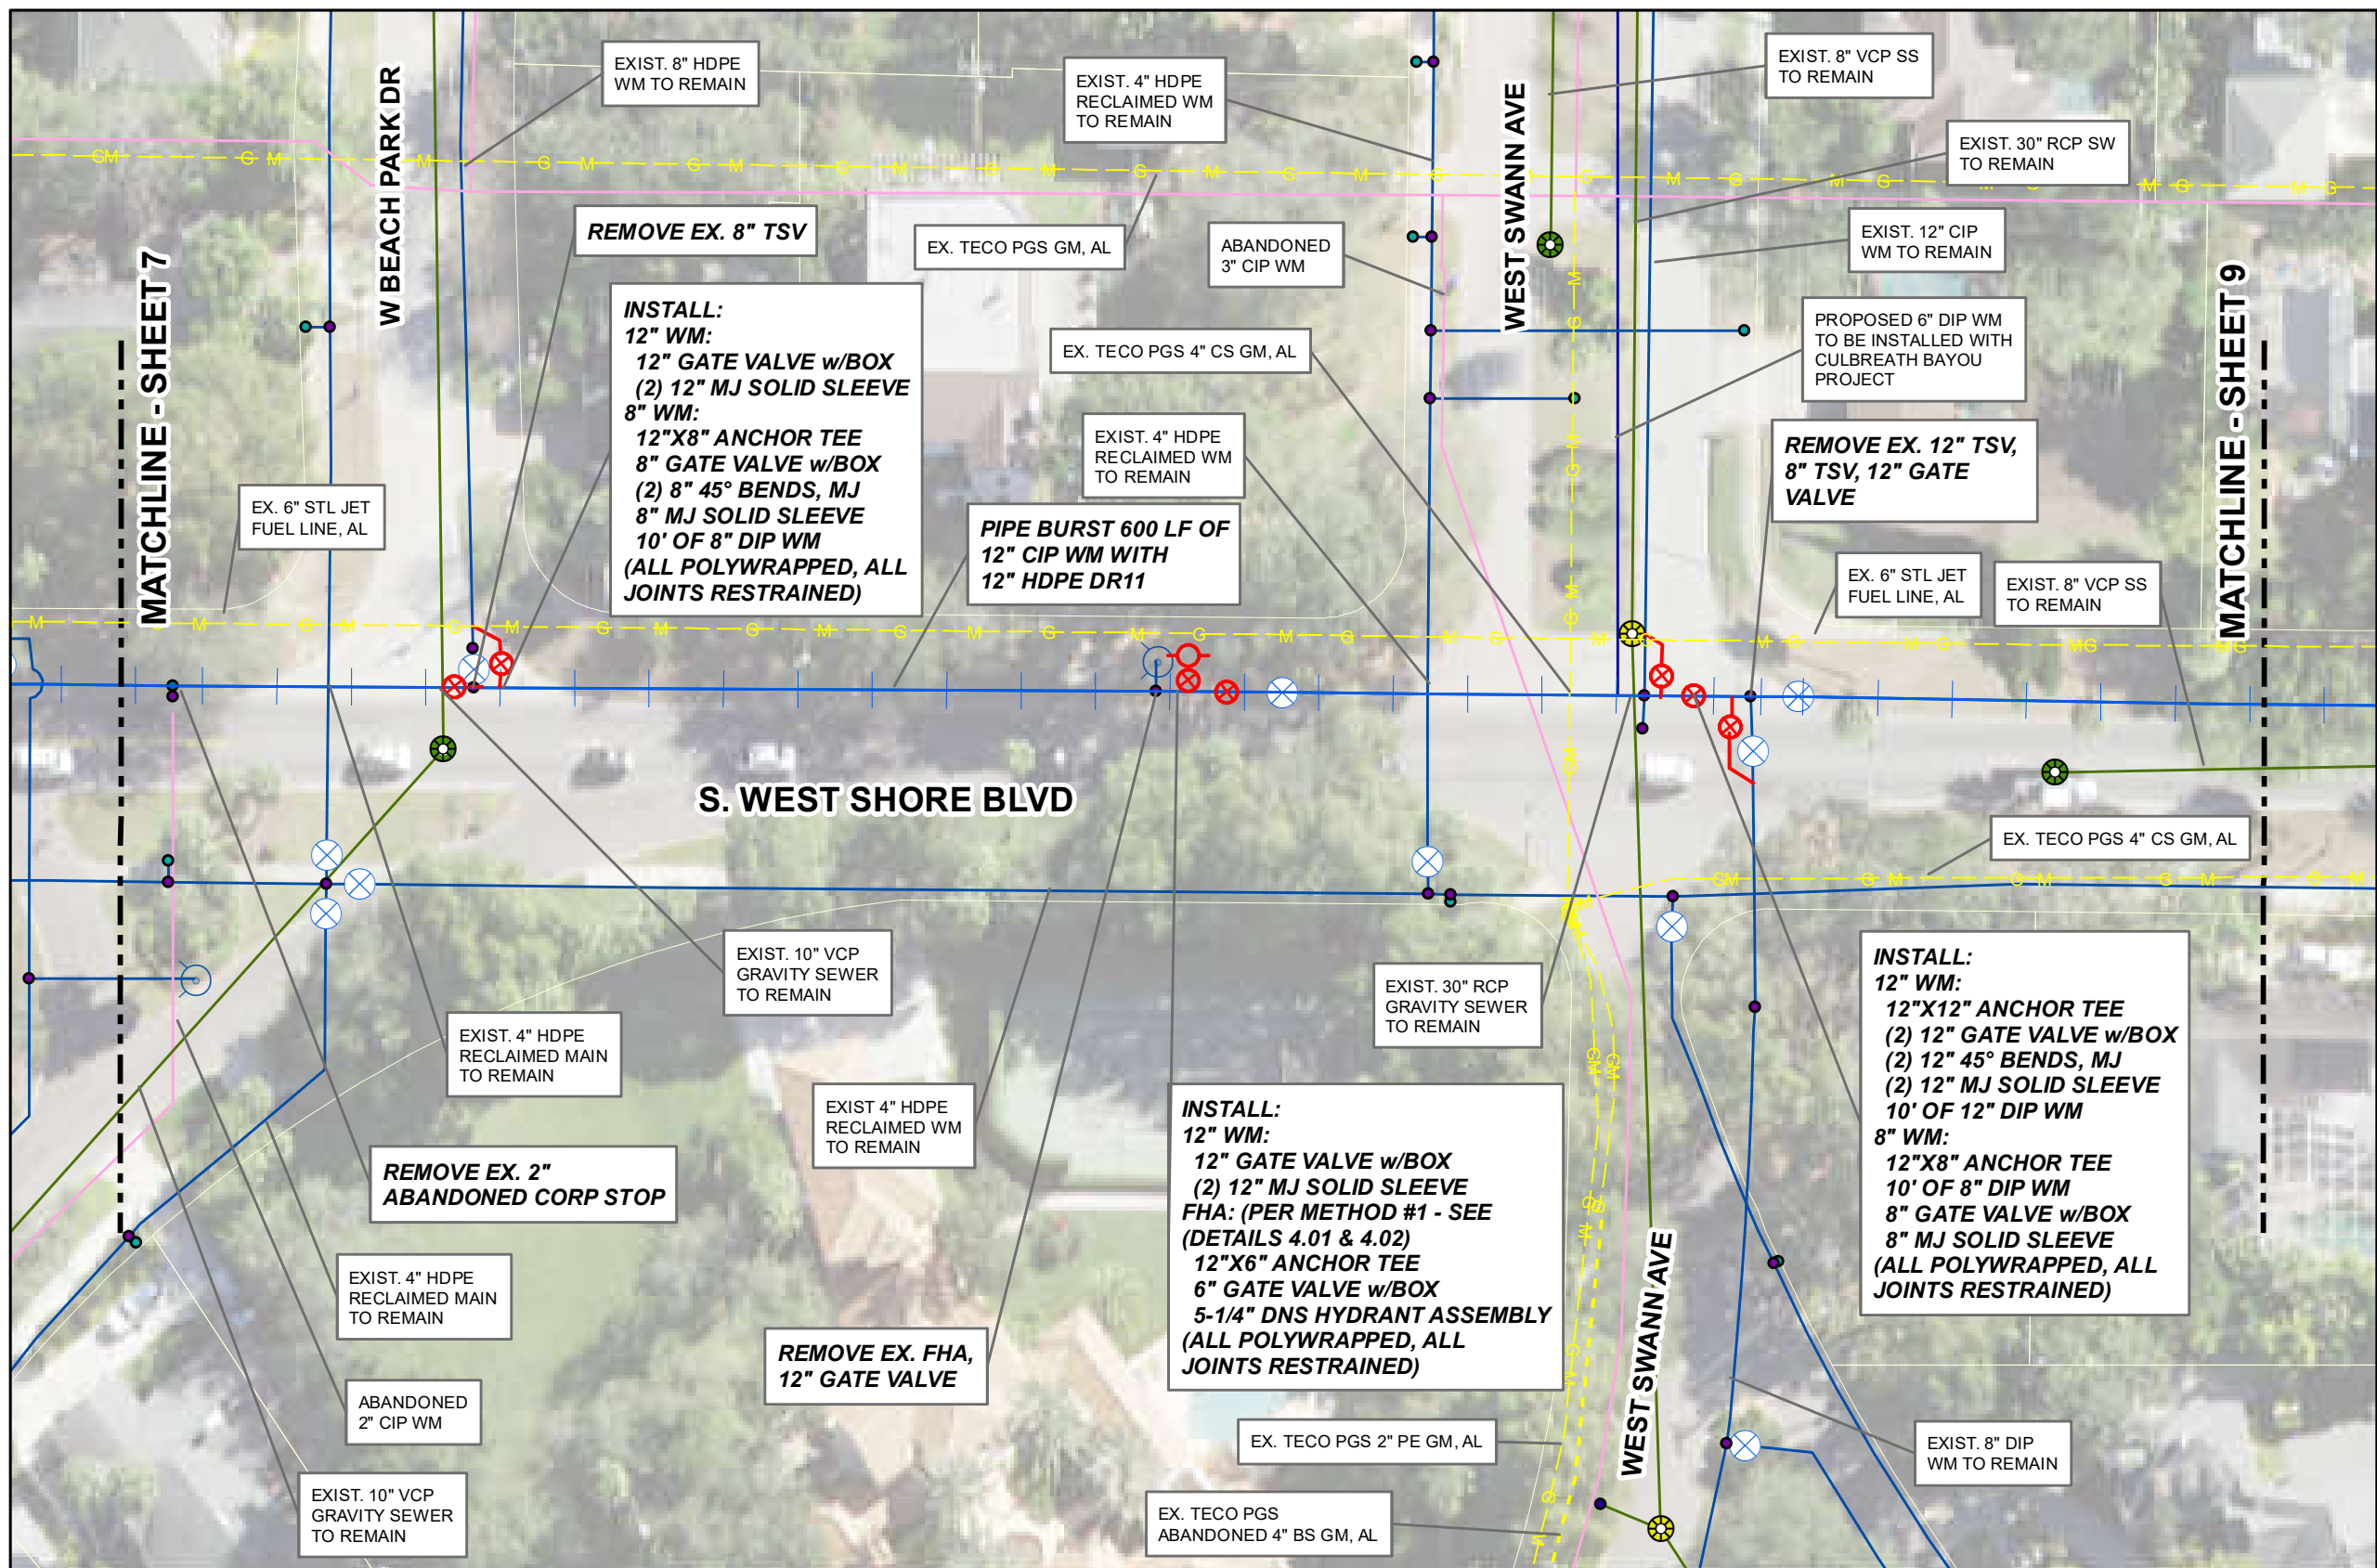 EXIST. 8" HDPE
WM TO REMAIN
EXIST. 4" HDPE
RECLAIMED WM
TO REMAIN
EXIST. 8" VCP SS
TO REMAIN
EXIST. 30" RCP SW
TO REMAIN
W BEACH PARK DR
WEST SWANN AVE
REMOVE EX. 8" TSV
EX. TECO PGS GM, AL
ABANDONED
3" CIP WM
EXIST. 12" CIP
WM TO REMAIN
MATCHLINE - SHEET 7
MATCHLINE - SHEET 9
INSTALL:
12" WM:
12" GATE VALVE w/BOX
(2) 12" MJ SOLID SLEEVE
8" WM:
12"X8" ANCHOR TEE
8" GATE VALVE w/BOX
(2) 8" 45° BENDS, MJ
8" MJ SOLID SLEEVE
10' OF 8" DIP WM
(ALL POLYWRAPPED, ALL
JOINTS RESTRAINED)
EX. TECO PGS 4" CS GM, AL
PROPOSED 6" DIP WM
TO BE INSTALLED WITH
CULBREATH BAYOU
PROJECT
EXIST. 4" HDPE
RECLAIMED WM
TO REMAIN
REMOVE EX. 12" TSV,
8" TSV, 12" GATE
VALVE
EX. 6" STL JET
FUEL LINE, AL
PIPE BURST 600 LF OF
12" CIP WM WITH
12" HDPE DR11
EX. 6" STL JET
FUEL LINE, AL
EXIST. 8" VCP SS
TO REMAIN
S. WEST SHORE BLVD
EX. TECO PGS 4" CS GM, AL
EXIST. 10" VCP
GRAVITY SEWER
TO REMAIN
EXIST. 30" RCP
GRAVITY SEWER
TO REMAIN
INSTALL:
12" WM:
12"X12" ANCHOR TEE
(2) 12" GATE VALVE w/BOX
(2) 12" 45° BENDS, MJ
(2) 12" MJ SOLID SLEEVE
10' OF 12" DIP WM
8" WM:
12"X8" ANCHOR TEE
10' OF 8" DIP WM
8" GATE VALVE w/BOX
8" MJ SOLID SLEEVE
(ALL POLYWRAPPED, ALL
JOINTS RESTRAINED)
EXIST. 4" HDPE
RECLAIMED MAIN
TO REMAIN
EXIST 4" HDPE
RECLAIMED WM
TO REMAIN
INSTALL:
12" WM:
12" GATE VALVE w/BOX
(2) 12" MJ SOLID SLEEVE
FHA: (PER METHOD #1 - SEE
(DETAILS 4.01 & 4.02)
12"X6" ANCHOR TEE
6" GATE VALVE w/BOX
5-1/4" DNS HYDRANT ASSEMBLY
(ALL POLYWRAPPED, ALL
JOINTS RESTRAINED)
REMOVE EX. 2"
ABANDONED CORP STOP
WEST SWANN AVE
EXIST. 4" HDPE
RECLAIMED MAIN
TO REMAIN
REMOVE EX. FHA,
12" GATE VALVE
ABANDONED
2" CIP WM
EX. TECO PGS 2" PE GM, AL
EXIST. 8" DIP
WM TO REMAIN
EXIST. 10" VCP
GRAVITY SEWER
TO REMAIN
EX. TECO PGS
ABANDONED 4" BS GM, AL